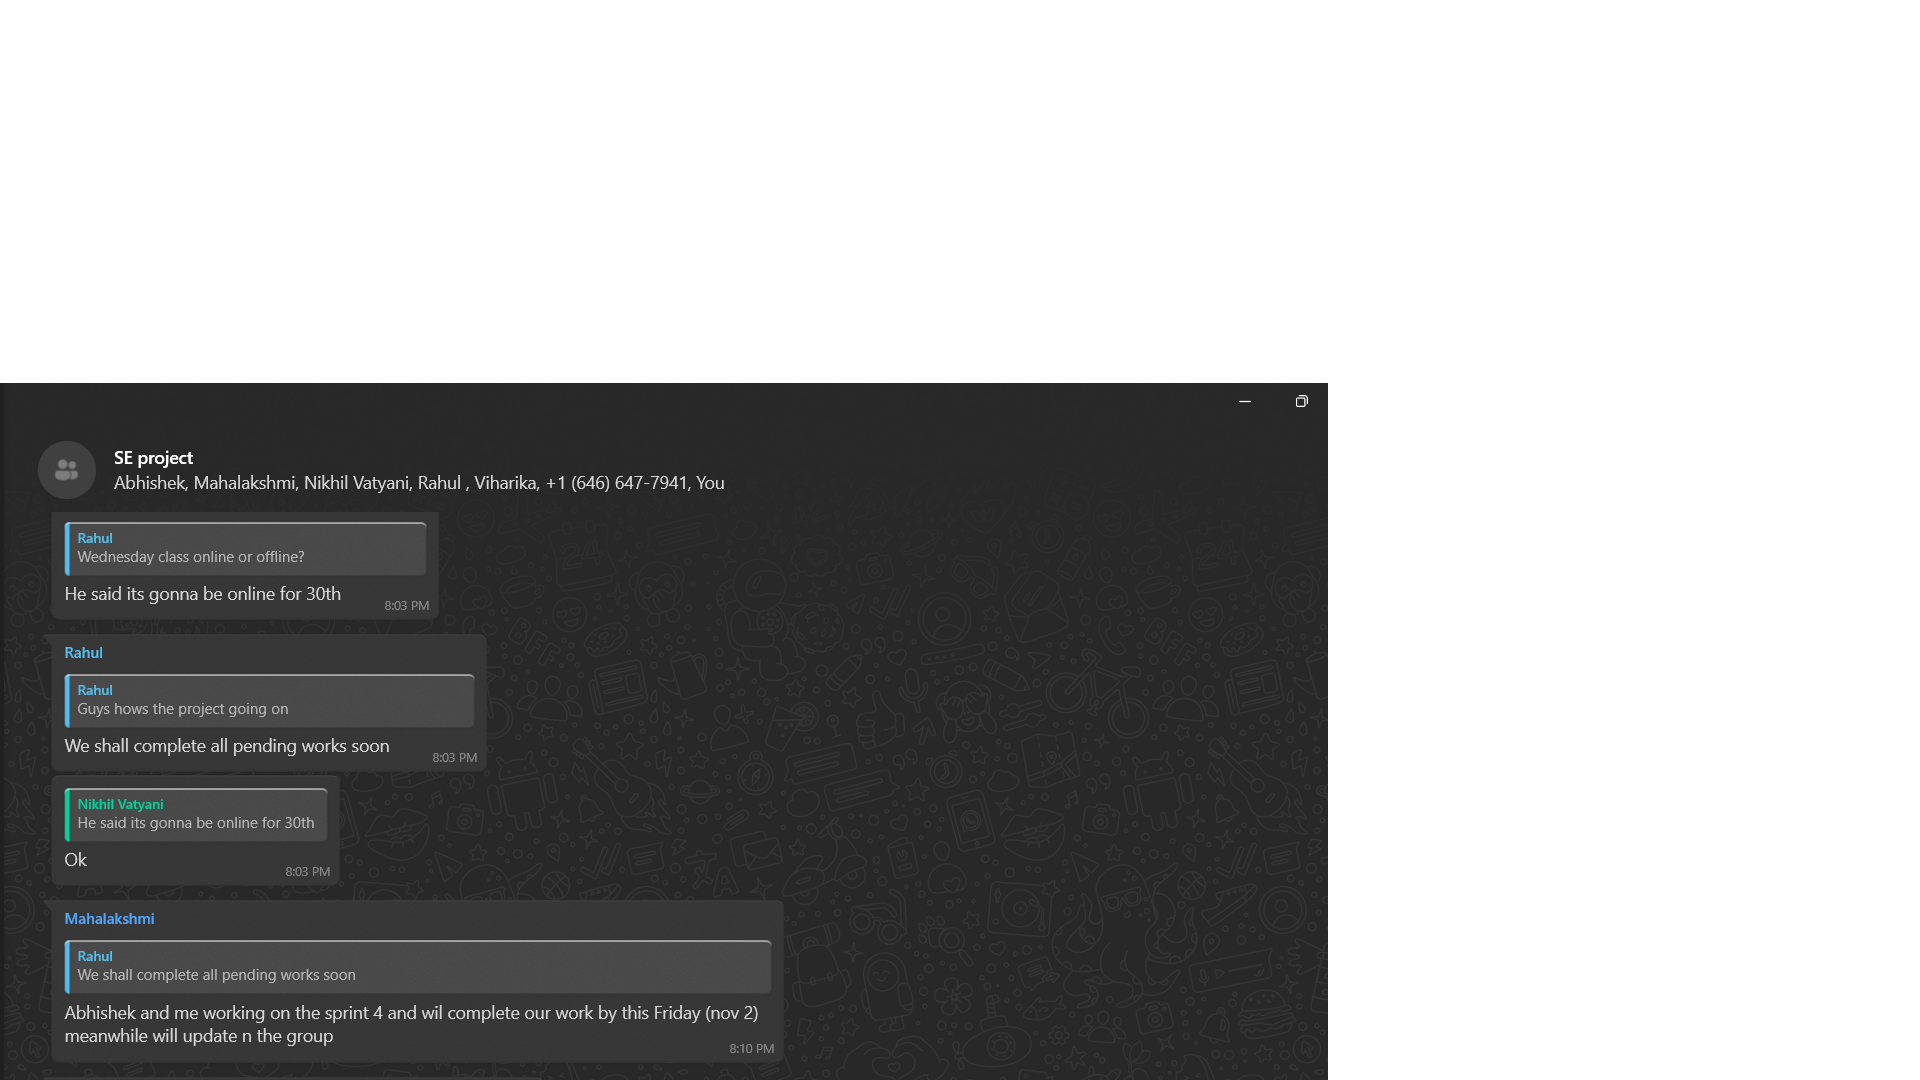 SE project
Abhishek, Mahalakshmi, Nikhil Vatyani, Rahul , Viharika, +1 (646) 647-7941, You
Rahul
Wednesday class online or offline?
He said its gonna be online for 30th
8:03 PM
Rahul
Rahul
Guys hows the project going on
We shall complete all pending works soon
8:03 PM
Nikhil Vatyani
He said its gonna be online for 30th
Ok
8:03 PM
Mahalakshmi
Rahul
We shall complete all pending works soon
Abhishek and me working on the sprint 4 and wil complete our work by this Friday (nov 2)
meanwhile will update n the group
8:10 PM